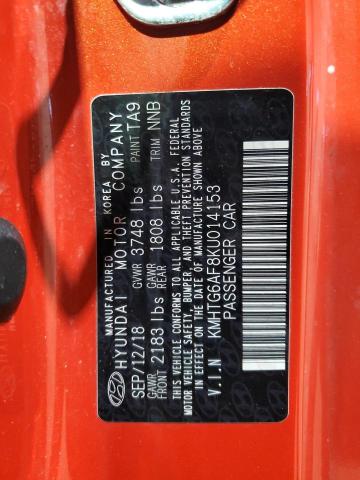 MANUFACTURED IN KOREA BY
HYUNDAI MOTOR COMPANY
SEP/12/18 GVWR 3748 lbs PAINT TA9
GAWR FRONT 2183 lbs GAWR REAR 1808 lbs TRIM NNB
THIS VEHICLE CONFORMS TO ALL APPLICABLE U.S.A. FEDERAL
MOTOR VEHICLE SAFETY, BUMPER, AND THEFT PREVENTION STANDARDS
IN EFFECT ON THE DATE OF MANUFACTURE SHOWN ABOVE
V.I.N KMHTG6AF8KU014153
PASSENGER CAR